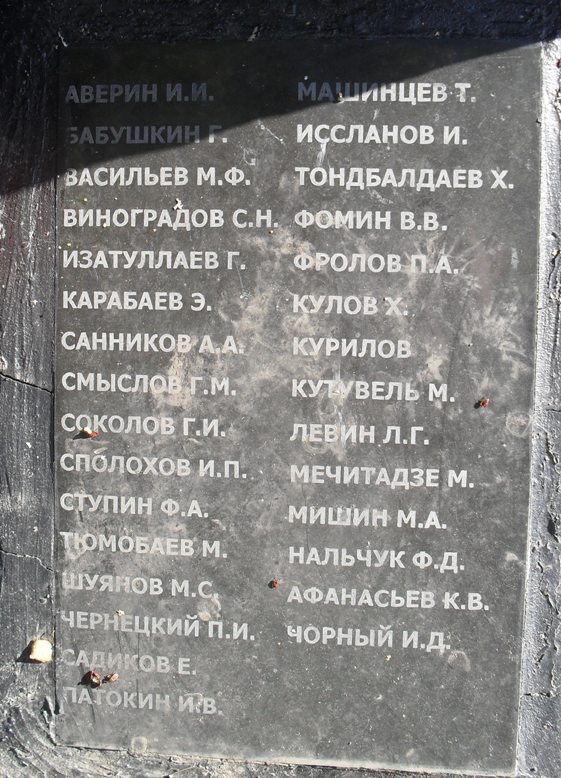 АВЕРИН И.И.
БАБУШКИН Г.
ВАСИЛЬЕВ М.Ф.
ВИНОГРАДОВ С.Н.
ИЗАТУЛЛАЕВ Г.
КАРАБАЕВ Э.
САННИКОВ А.А.
СМЫСЛОВ Г.М.
СОКОЛОВ Г.И.
СПОЛОХОВ И.П.
СТУПИН Ф.А.
ТЮМОБАЕВ М.
ШУЯНОВ М.С.
ЧЕРНЕЦКИЙ П.И.
САДИКОВ Е.
ПАТОКИН И.В.
МАШИНЦЕВ Т.
ИССЛАНОВ И.
ТОНДБАЛДАЕВ Х.
ФОМИН В.В.
ФРОЛОВ П.А.
КУЛОВ Х.
КУРИЛОВ
КУТУВЕЛЬ М.
ЛЕВИН Л.Г.
МЕЧИТАДЗЕ М.
МИШИН М.А.
НАЛЬЧУК Ф.Д.
АФАНАСЬЕВ К.В.
ЧОРНЫЙ И.Д.